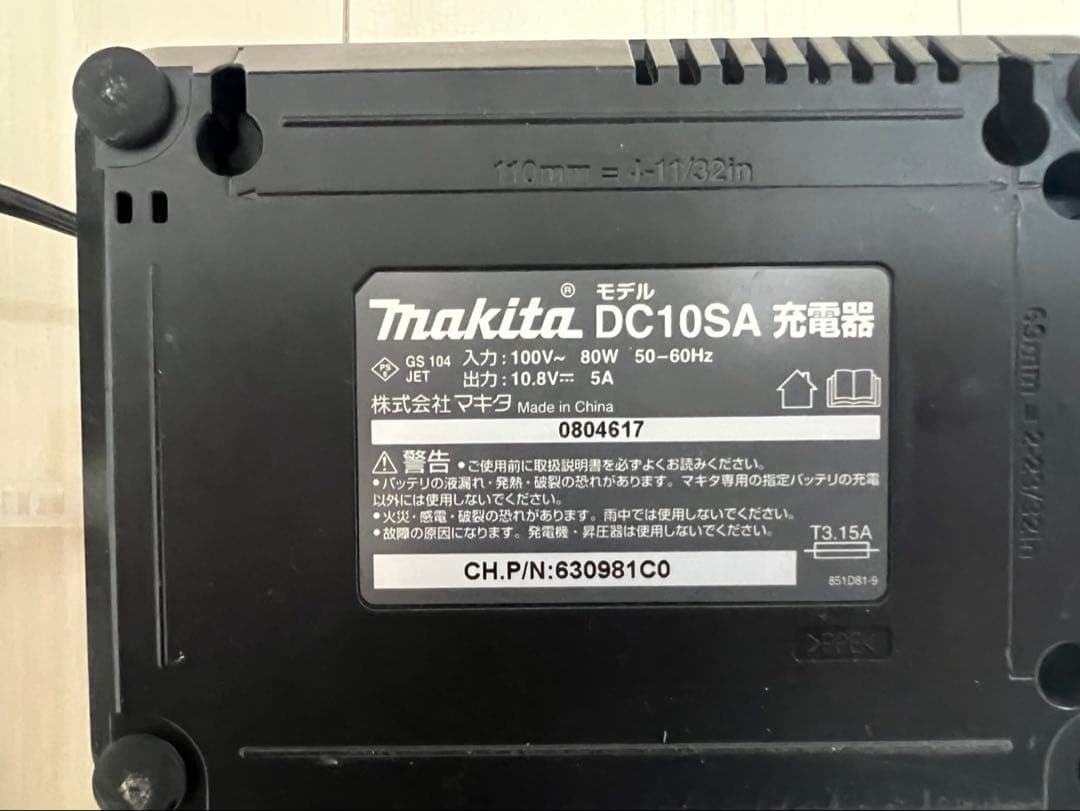 110mm = 4-11/32in
makita® モデル DC10SA 充電器
PS E GS 104 JET
入力:100V~ 80W 50-60Hz
出力:10.8V⎓ 5A
株式会社マキタ Made in China
0804617
⚠警告 •ご使用前に取扱説明書を必ずよくお読みください。
•バッテリの液漏れ・発熱・破裂の恐れがあります。マキタ専用の指定バッテリの充電
以外には使用しないでください。
•火災・感電・破裂の恐れがあります。雨中では使用しないでください。
•故障の原因になります。発電機・昇圧器は使用しないでください。
T3.15A
CH.P/N:630981C0
851D81-9
>PPE<
63mm = 2-23/32in